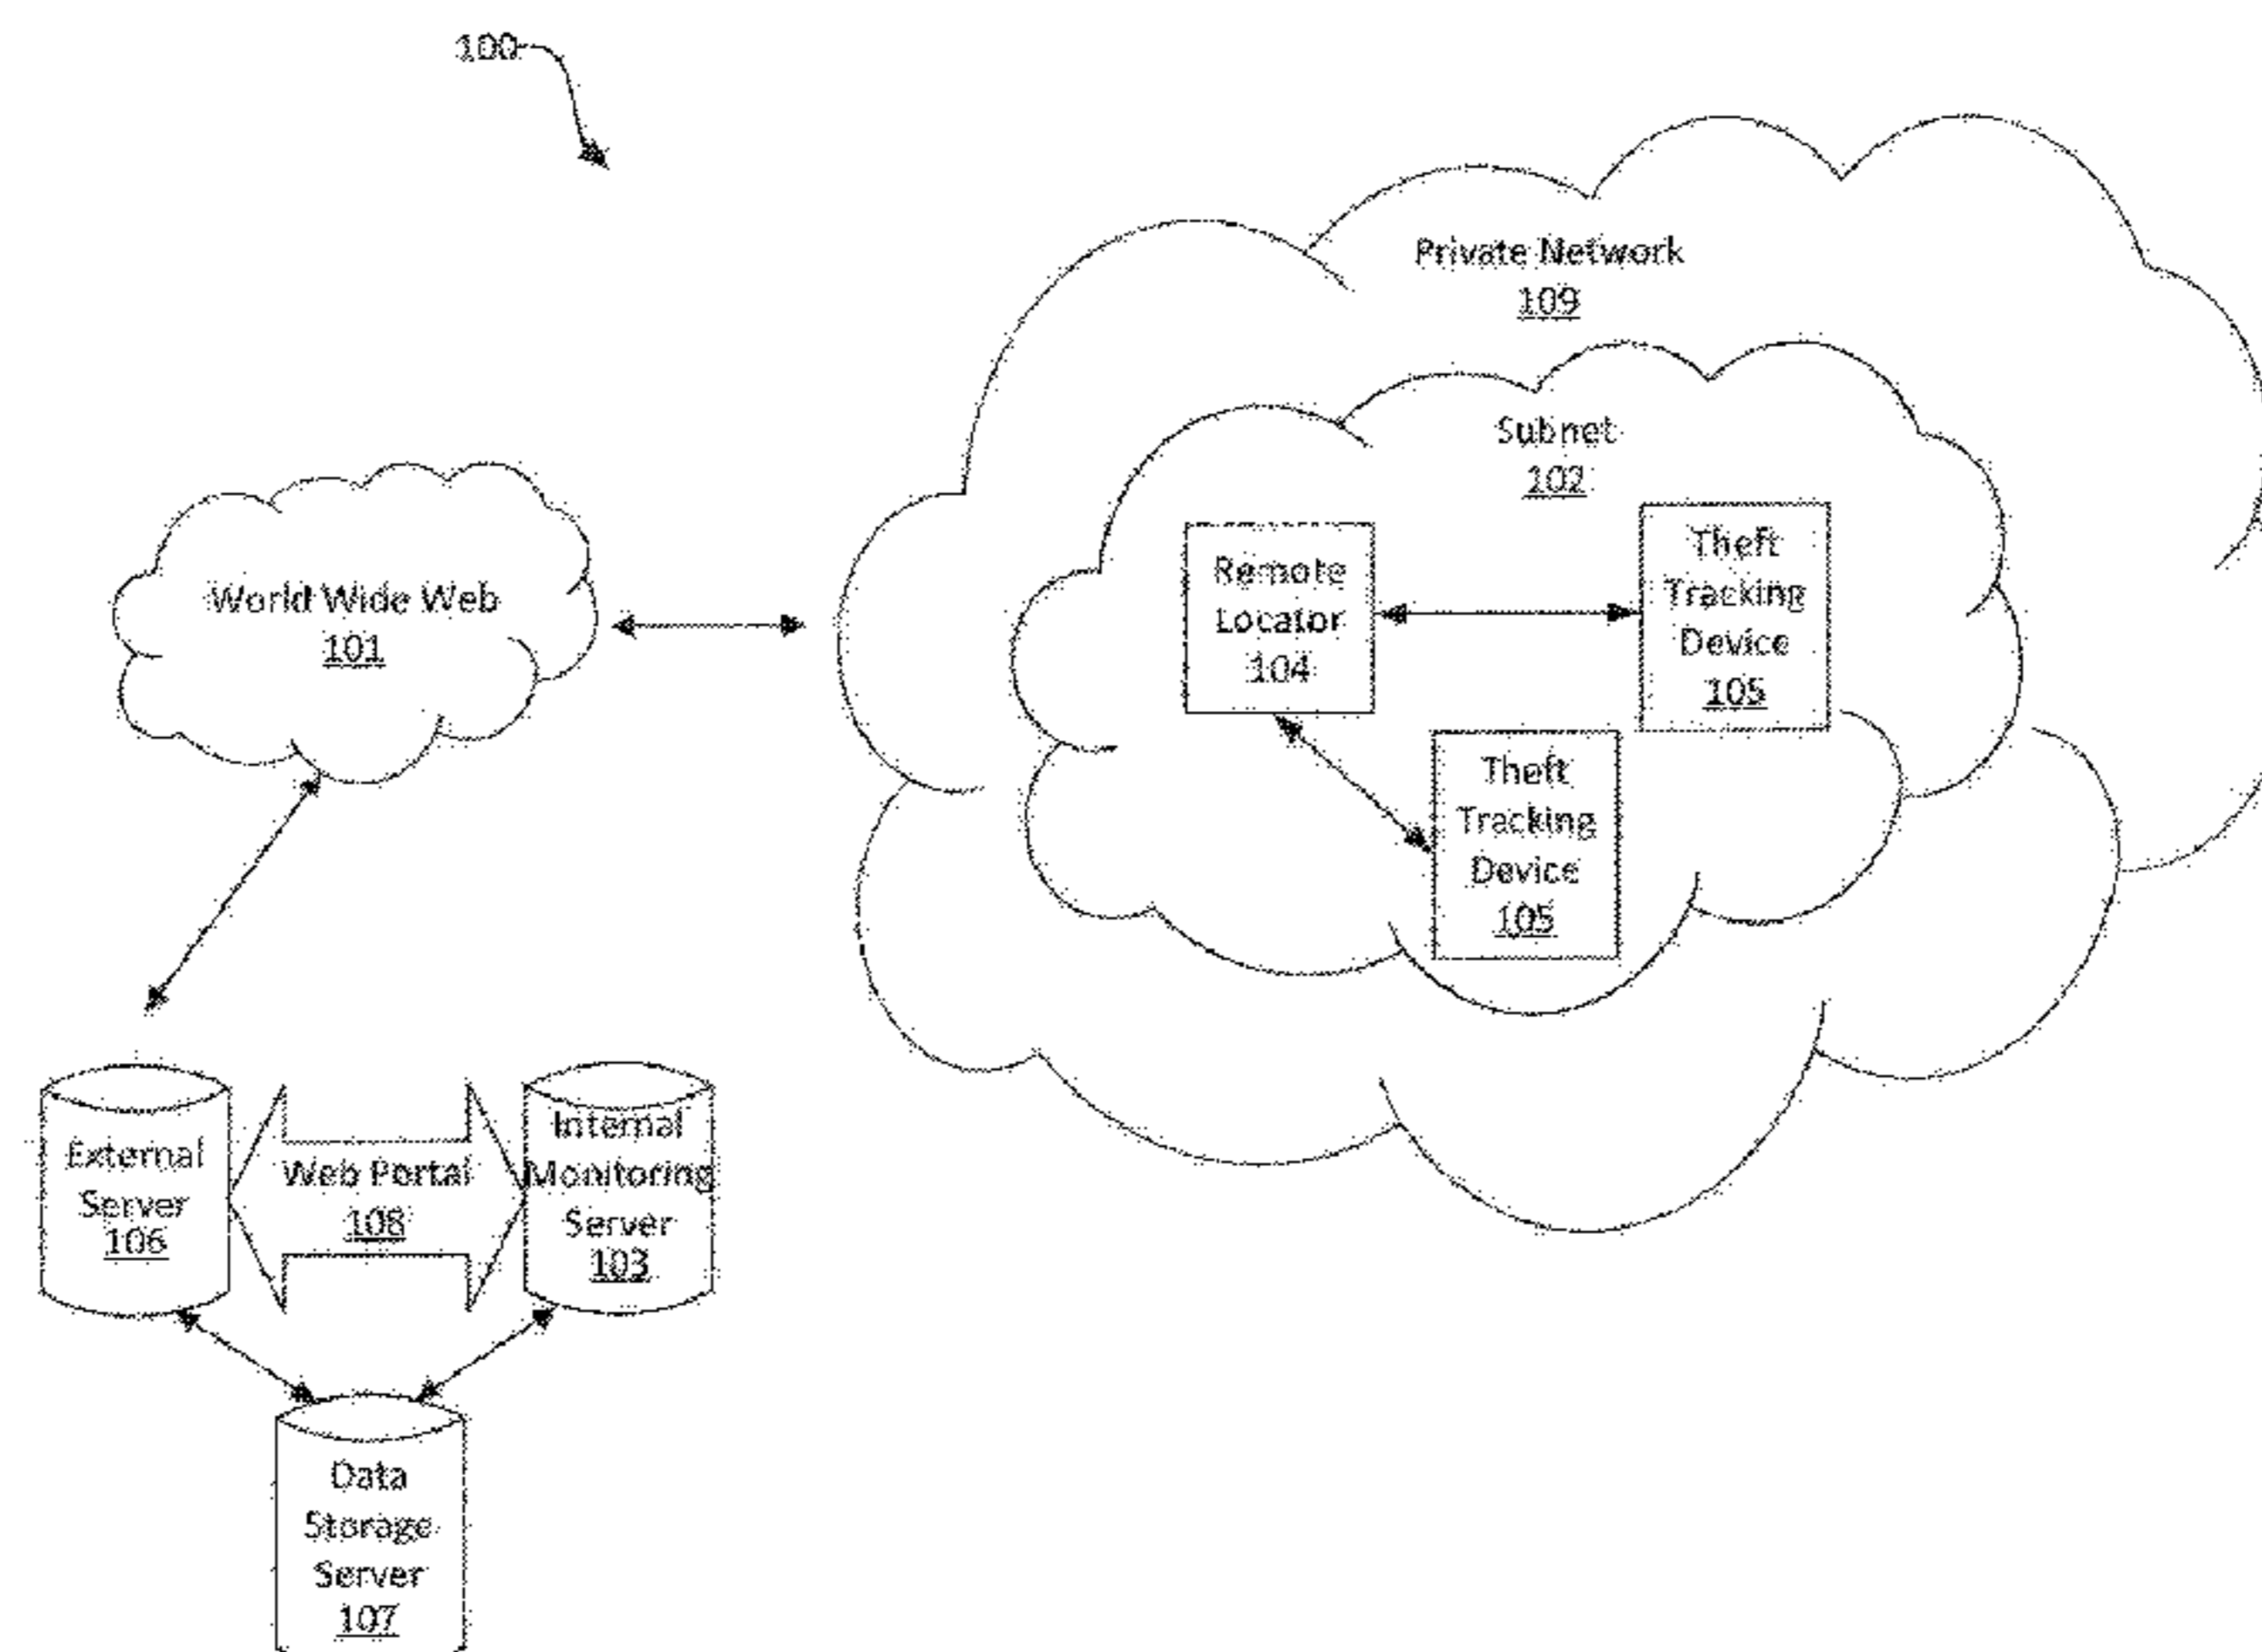 100
Private Network
109
Subnet
102
World Wide Web
101
Remote
Locator
104
Theft
Tracking
Device
105
Theft
Tracking
Device
105
External
Server
106
Web Portal
108
Internal
Monitoring
Server
103
Data
Storage
Server
107